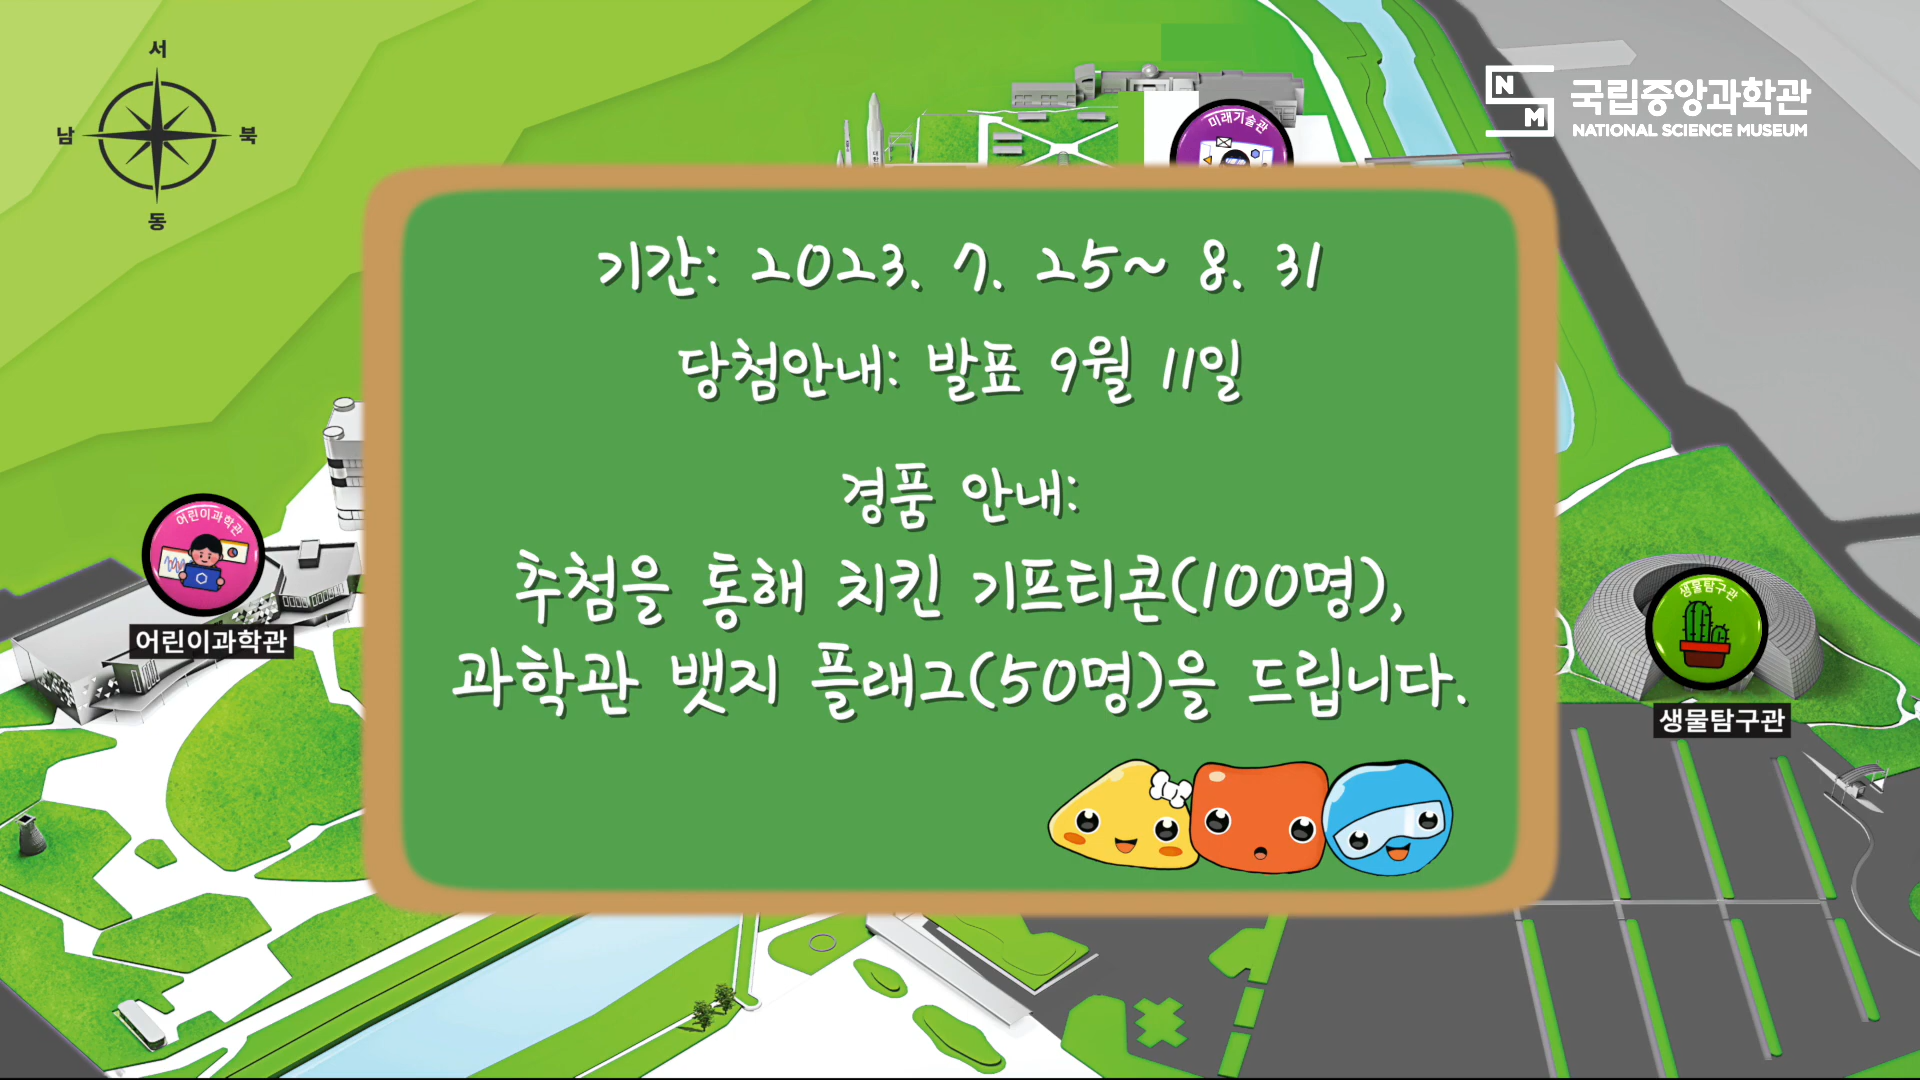 서
남
북
동
NSM
국립중앙과학관
NATIONAL SCIENCE MUSEUM
미래기술관
기간: 2023. 7. 25~ 8. 31
당첨안내: 발표 9월 11일
경품 안내:
추첨을 통해 치킨 기프티콘(100명),
과학관 뱃지 플래그(50명)을 드립니다.
어린이과학관
어린이과학관
생물탐구관
생물탐구관